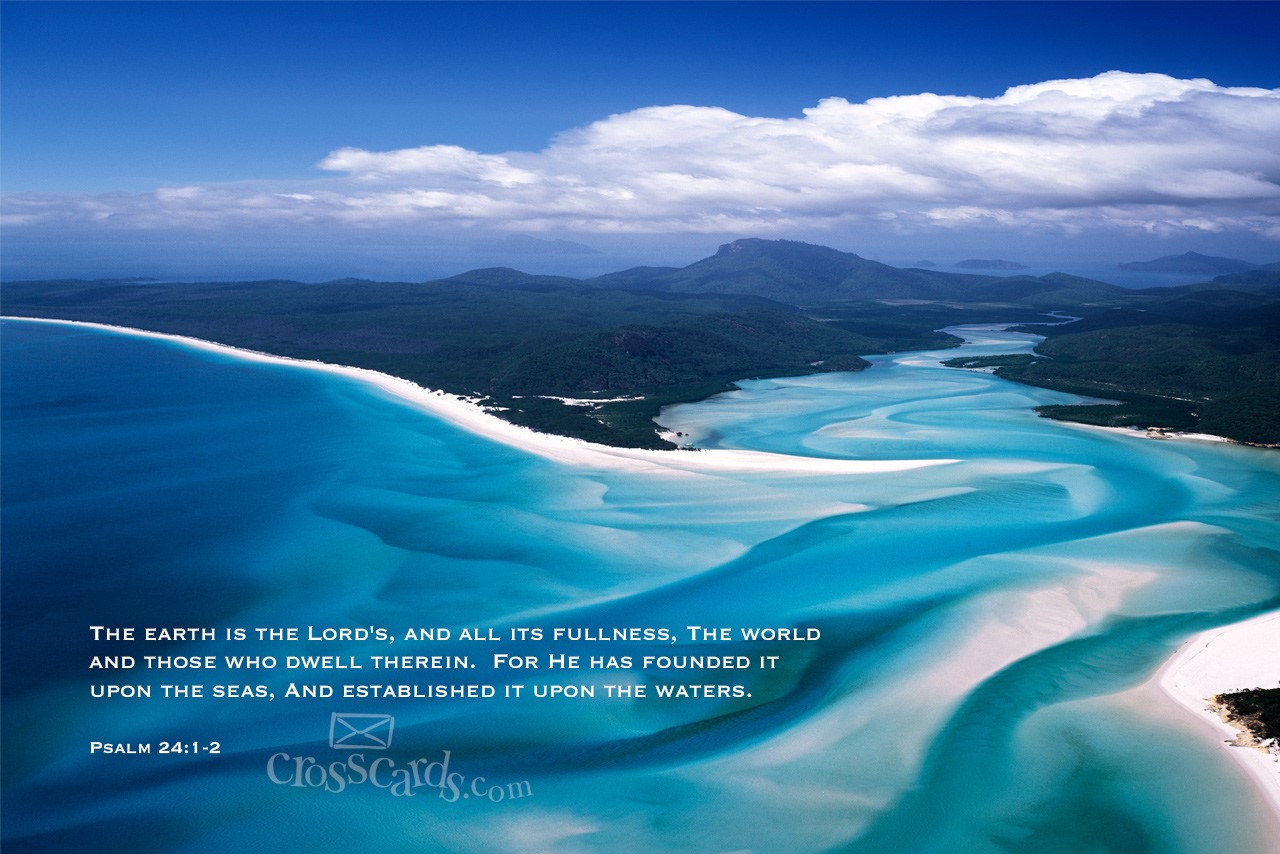 The earth is the Lord's, and all its fullness, The world
and those who dwell therein.  For He has founded it
upon the seas, And established it upon the waters.
Psalm 24:1-2
crosscards.com